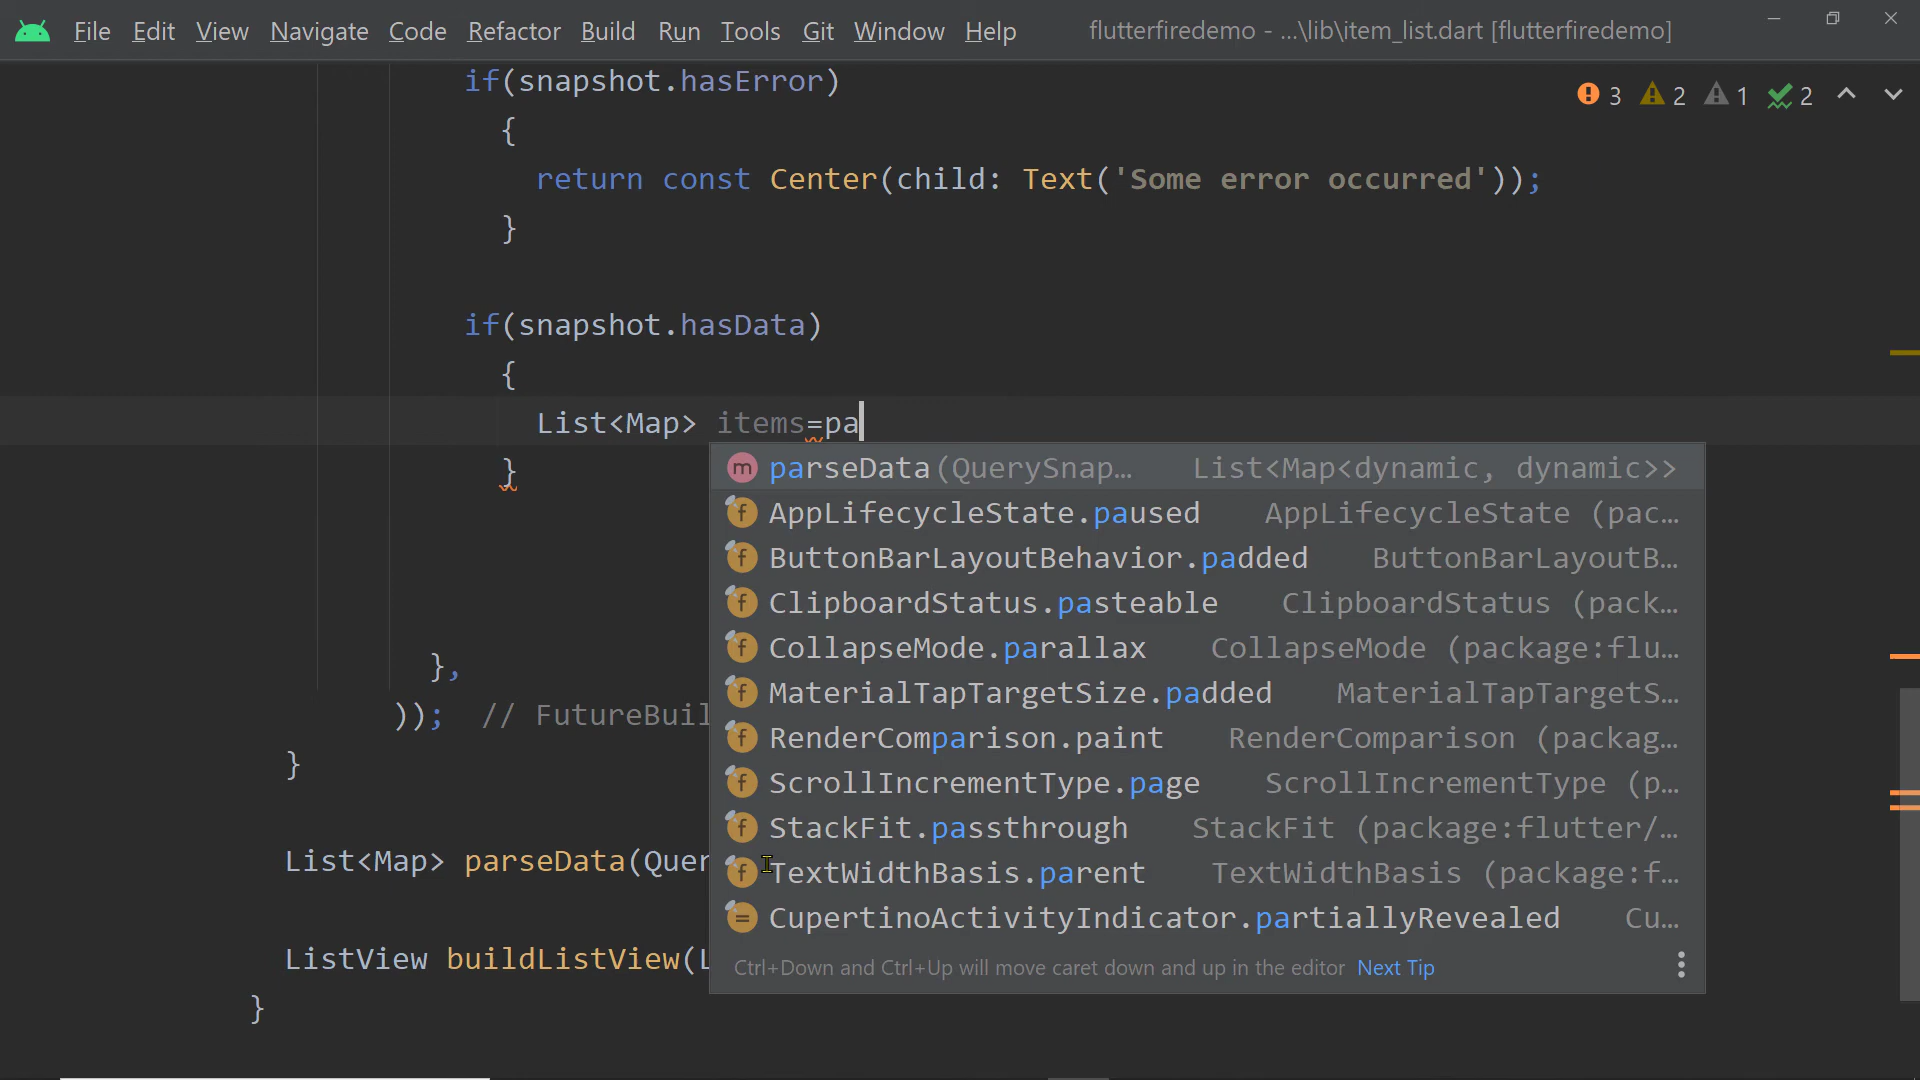 File Edit View Navigate Code Refactor Build Run Tools Git Window Help flutterfiredemo - ...\lib\item_list.dart [flutterfiredemo]
if(snapshot.hasError)
3 2 1 2
{
return const Center(child: Text('Some error occurred'));
}
if(snapshot.hasData)
{
List<Map> items=pa
}
parseData(QuerySnap… List<Map<dynamic, dynamic>>
AppLifecycleState.paused AppLifecycleState (pac…
ButtonBarLayoutBehavior.padded ButtonBarLayoutB…
ClipboardStatus.pasteable ClipboardStatus (pack…
CollapseMode.parallax CollapseMode (package:flu…
MaterialTapTargetSize.padded MaterialTapTargetS…
RenderComparison.paint RenderComparison (packag…
ScrollIncrementType.page ScrollIncrementType (p…
StackFit.passthrough StackFit (package:flutter/…
TextWidthBasis.parent TextWidthBasis (package:f…
CupertinoActivityIndicator.partiallyRevealed Cu…
Ctrl+Down and Ctrl+Up will move caret down and up in the editor Next Tip
},
)); // FutureBuil
}
List<Map> parseData(Quer
ListView buildListView(L
}